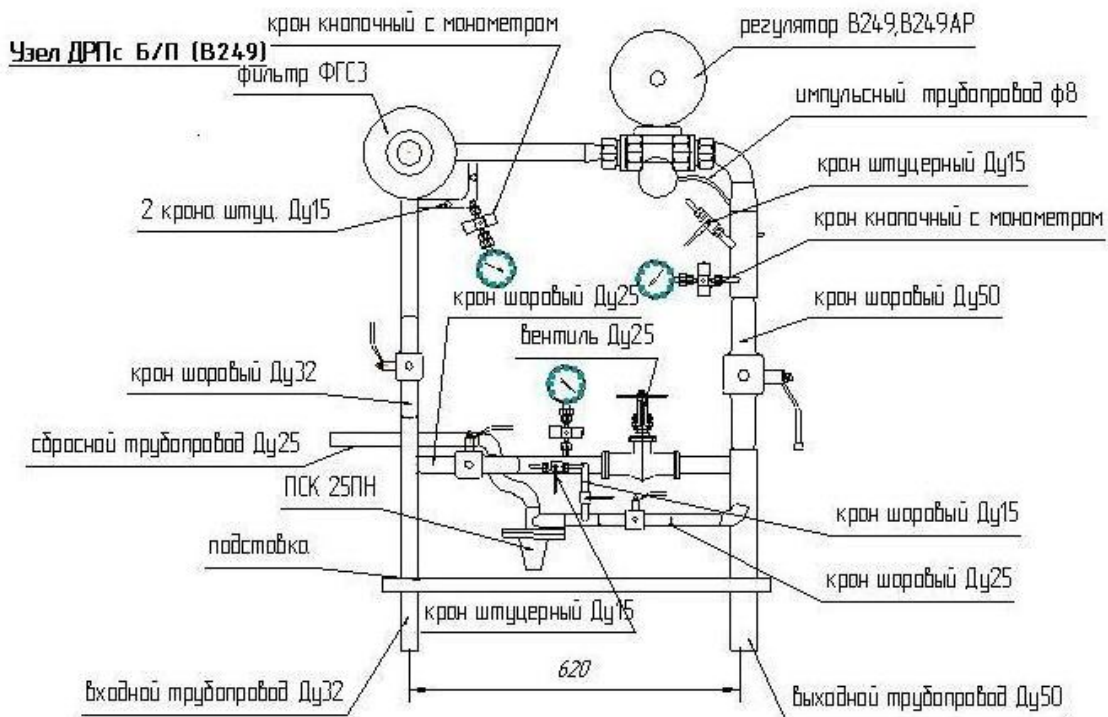 кран кнопочный с монометром
регулятор В249,В249АР
Узел ДРПс Б/П (В249)
фильтр ФГС3
импульсный трубопровод ф8
кран штуцерный Ду15
2 крана штуц. Ду15
кран кнопочный с монометром
кран шаровый Ду25
кран шаровый Ду50
вентиль Ду25
кран шаровый Ду32
сбросной трубопровод Ду25
ПСК 25ПН
кран шаровый Ду15
подставка
кран шаровый Ду25
кран штуцерный Ду15
620
входной трубопровод Ду32
выходной трубопровод Ду50